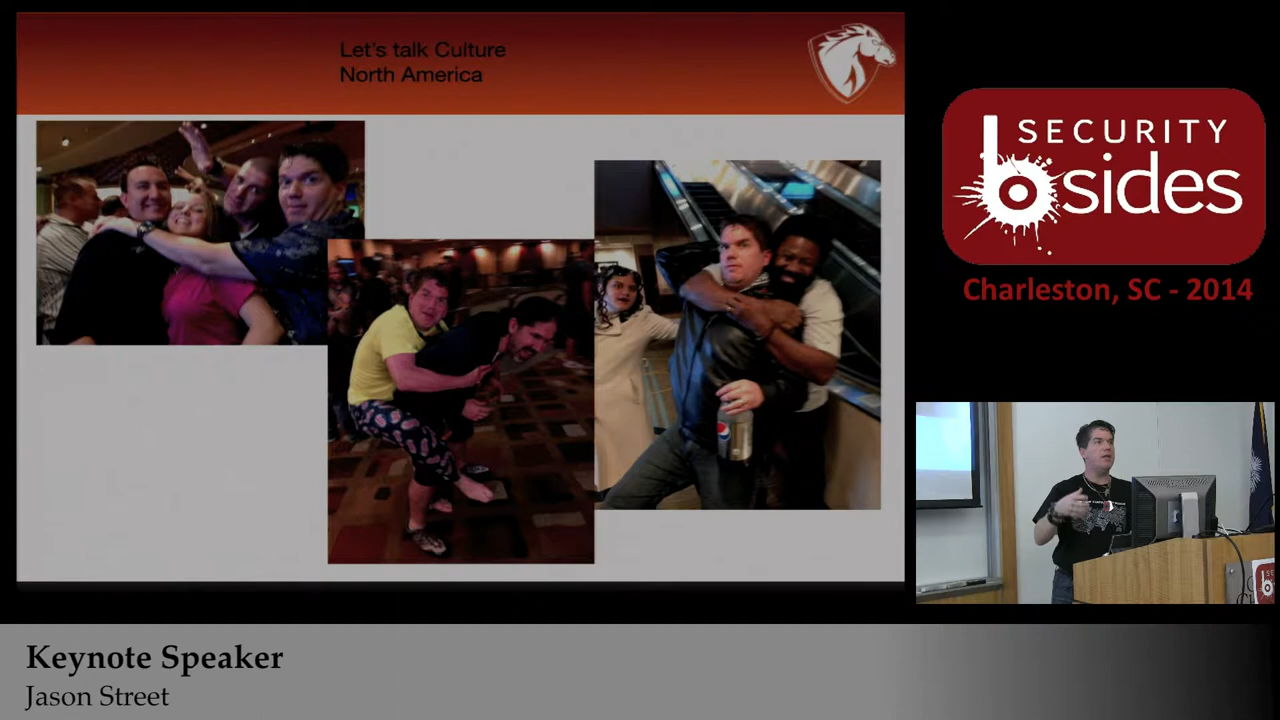 Let's talk Culture
North America
SECURITY
bsides
Charleston, SC - 2014
Keynote Speaker
Jason Street